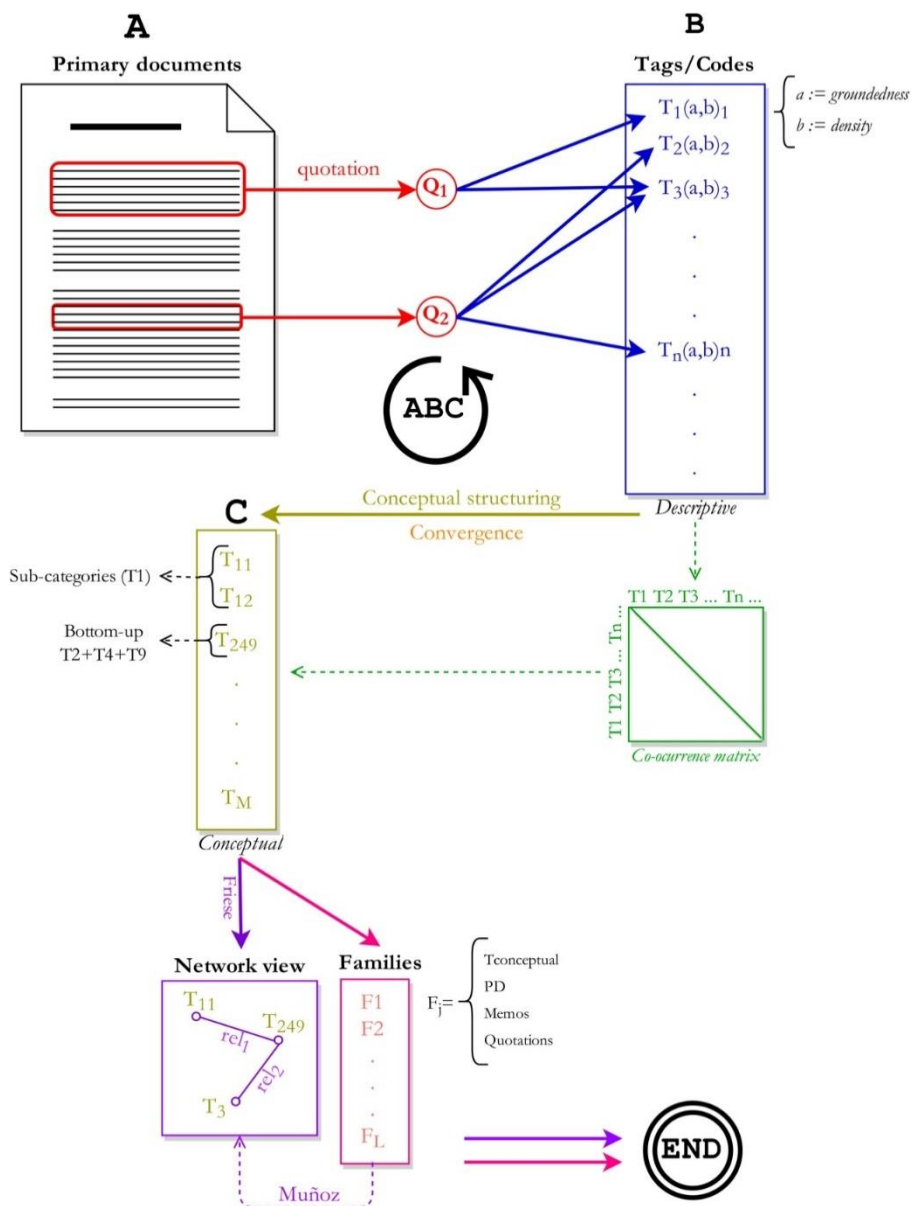 A
Primary documents
B
Tags/Codes
T1(a,b)1
T2(a,b)2
T3(a,b)3
.
.
.
Tn(a,b)n
.
.
.
a := groundedness
b := density
quotation
Q1
Q2
ABC
Descriptive
Conceptual structuring
Convergence
C
T11
T12
T249
.
.
.
TM
Conceptual
Sub-categories (T1)
Bottom-up
T2+T4+T9
T1 T2 T3 ... Tn ...
T1 T2 T3 ... Tn ...
Co-ocurrence matrix
Friese
Network view
T11
T249
rel1
rel2
T3
Families
F1
F2
.
.
.
FL
Fj=
Tconceptual
PD
Memos
Quotations
Muñoz
END